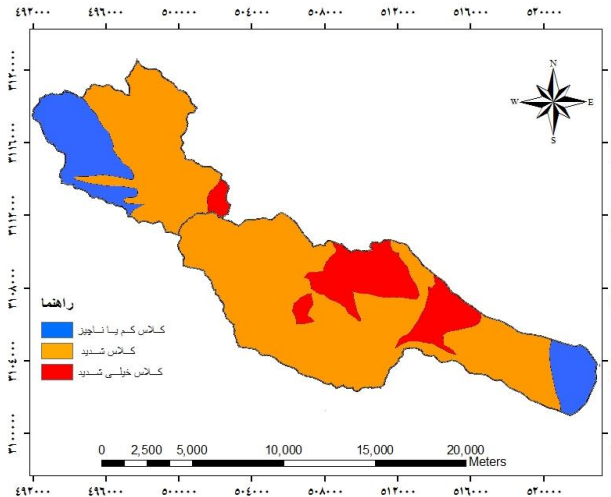 ۴۹۲۰۰۰ ۴۹۶۰۰۰ ۵۰۰۰۰۰ ۵۰۴۰۰۰ ۵۰۸۰۰۰ ۵۱۲۰۰۰ ۵۱۶۰۰۰ ۵۲۰۰۰۰
۳۱۲۰۰۰۰ ۳۱۱۶۰۰۰ ۳۱۱۲۰۰۰ ۳۱۰۸۰۰۰ ۳۱۰۴۰۰۰ ۳۱۰۰۰۰۰
N
W E
S
راهنما
کلاس کم یا ناچیز
کلاس شدید
کلاس خیلی شدید
0 2,500 5,000 10,000 15,000 20,000
Meters
۴۹۲۰۰۰ ۴۹۶۰۰۰ ۵۰۰۰۰۰ ۵۰۴۰۰۰ ۵۰۸۰۰۰ ۵۱۲۰۰۰ ۵۱۶۰۰۰ ۵۲۰۰۰۰